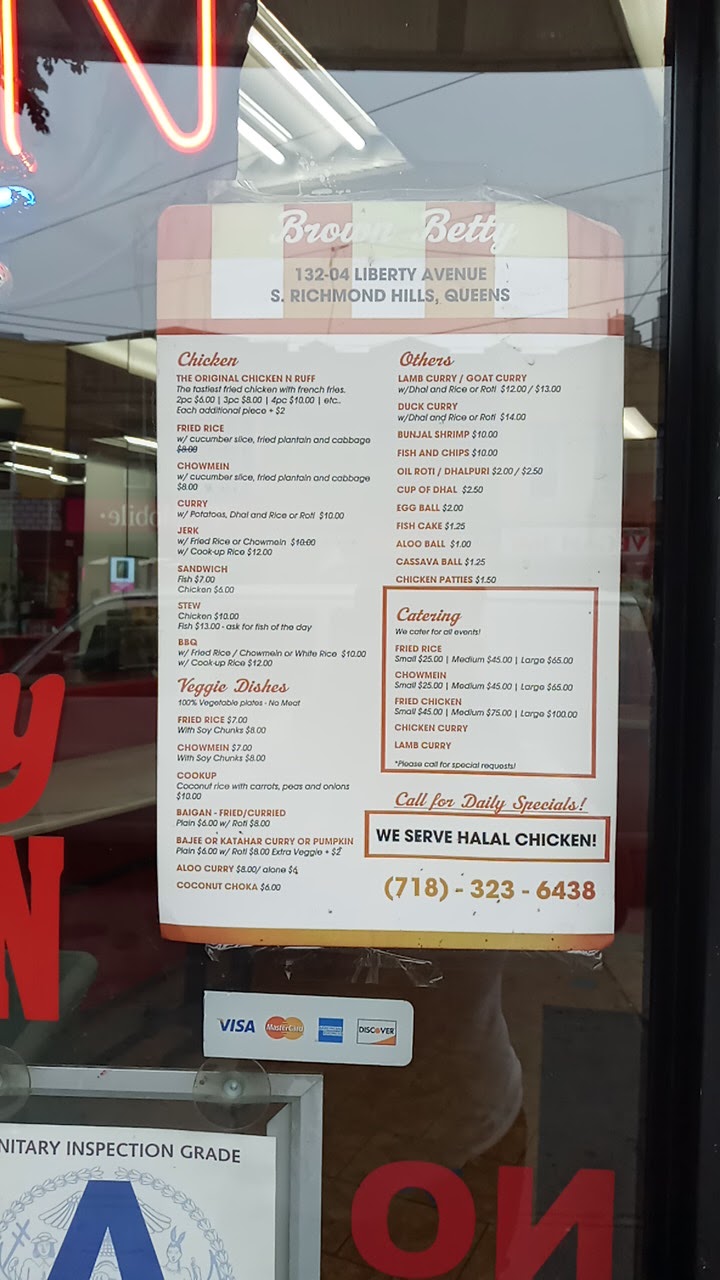 N
Brown Betty
132-04 LIBERTY AVENUE
S. RICHMOND HILLS, QUEENS
Chicken
THE ORIGINAL CHICKEN N RUFF
The tastiest fried chicken with french fries.
2pc $6.00 | 3pc $8.00 | 4pc $10.00 | etc..
Each additional piece + $2
FRIED RICE
w/ cucumber slice, fried plantain and cabbage
$8.00
CHOWMEIN
w/ cucumber slice, fried plantain and cabbage
$8.00
CURRY
w/ Potatoes, Dhal and Rice or Roti $10.00
JERK
w/ Fried Rice or Chowmein $10.00
w/ Cook-up Rice $12.00
SANDWICH
Fish $7.00
Chicken $6.00
STEW
Chicken $10.00
Fish $13.00 - ask for fish of the day
BBQ
w/ Fried Rice / Chowmein or White Rice $10.00
w/ Cook-up Rice $12.00
Veggie Dishes
100% Vegetable plates - No Meat
FRIED RICE $7.00
With Soy Chunks $8.00
CHOWMEIN $7.00
With Soy Chunks $8.00
COOKUP
Coconut rice with carrots, peas and onions
$10.00
BAIGAN - FRIED/CURRIED
Plain $6.00 w/ Roti $8.00
BAJEE OR KATAHAR CURRY OR PUMPKIN
Plain $6.00 w/ Roti $8.00 Extra Veggie + $2
ALOO CURRY $8.00/ alone $6
COCONUT CHOKA $6.00
Others
LAMB CURRY / GOAT CURRY
w/Dhal and Rice or Roti $12.00 / $13.00
DUCK CURRY
w/Dhal and Rice or Roti $14.00
BUNJAL SHRIMP $10.00
FISH AND CHIPS $10.00
OIL ROTI / DHALPURI $2.00 / $2.50
CUP OF DHAL $2.50
EGG BALL $2.00
FISH CAKE $1.25
ALOO BALL $1.00
CASSAVA BALL $1.25
CHICKEN PATTIES $1.50
Catering
We cater for all events!
FRIED RICE
Small $25.00 | Medium $45.00 | Large $65.00
CHOWMEIN
Small $25.00 | Medium $45.00 | Large $65.00
FRIED CHICKEN
Small $45.00 | Medium $75.00 | Large $100.00
CHICKEN CURRY
LAMB CURRY
*Please call for special requests!
Call for Daily Specials!
WE SERVE HALAL CHICKEN!
(718) - 323 - 6438
y
N
VISA MasterCard AMERICAN EXPRESS DISCOVER
NITARY INSPECTION GRADE
A
ON